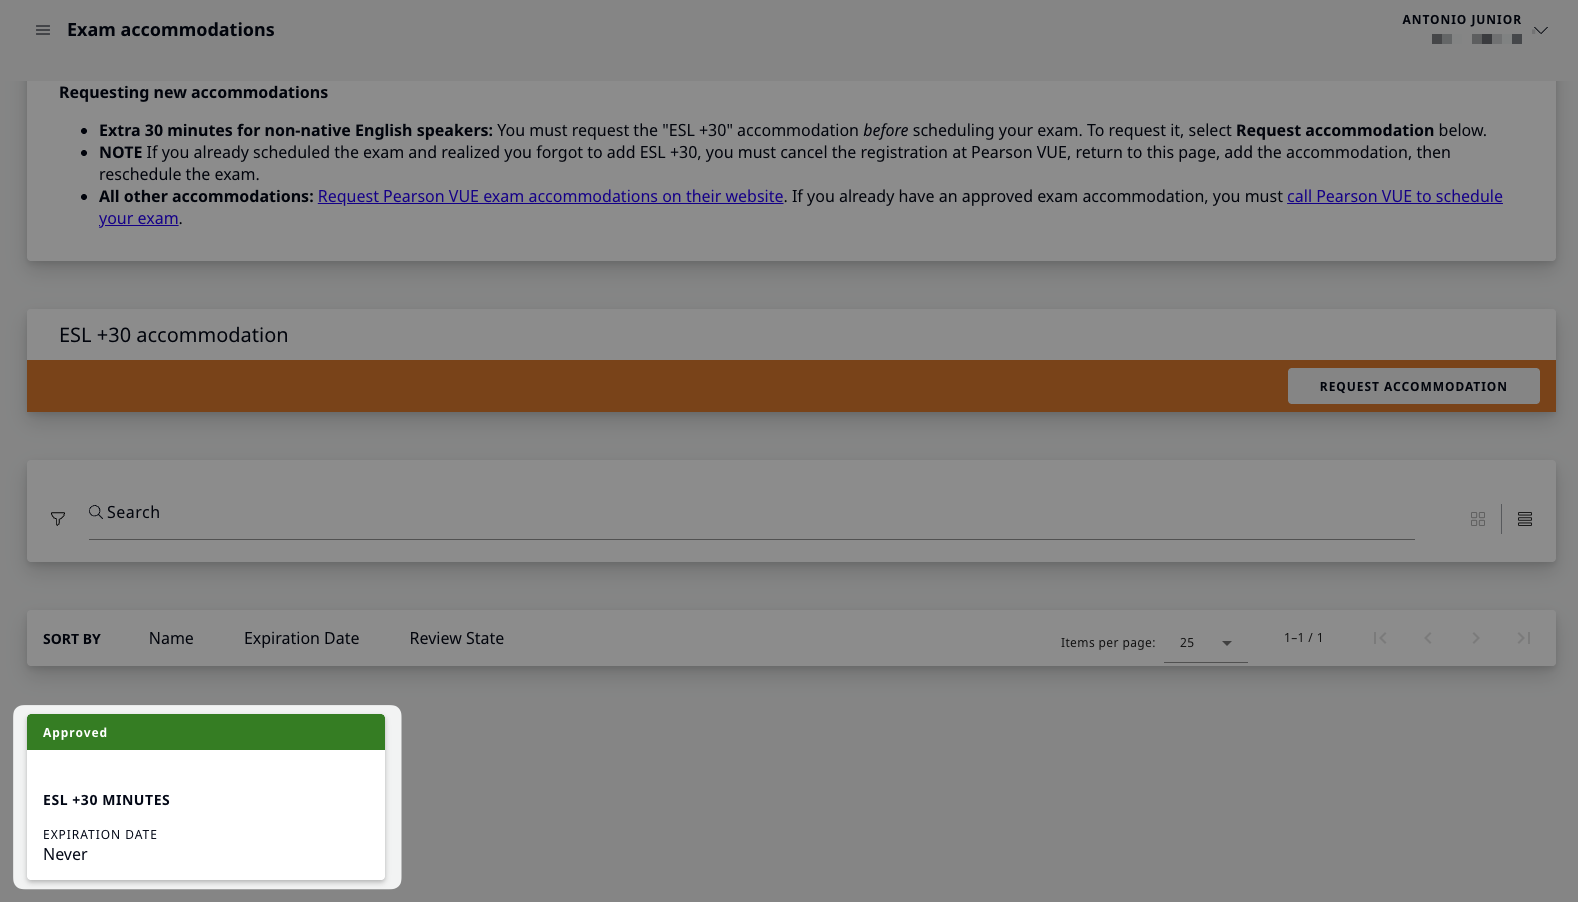 Exam accommodations
ANTONIO JUNIOR
Requesting new accommodations
Extra 30 minutes for non-native English speakers: You must request the "ESL +30" accommodation before scheduling your exam. To request it, select Request accommodation below.
NOTE If you already scheduled the exam and realized you forgot to add ESL +30, you must cancel the registration at Pearson VUE, return to this page, add the accommodation, then
reschedule the exam.
All other accommodations: Request Pearson VUE exam accommodations on their website. If you already have an approved exam accommodation, you must call Pearson VUE to schedule
your exam.
ESL +30 accommodation
REQUEST ACCOMMODATION
Search
SORT BY Name Expiration Date Review State Items per page: 25 1–1 / 1
Approved
ESL +30 MINUTES
EXPIRATION DATE
Never